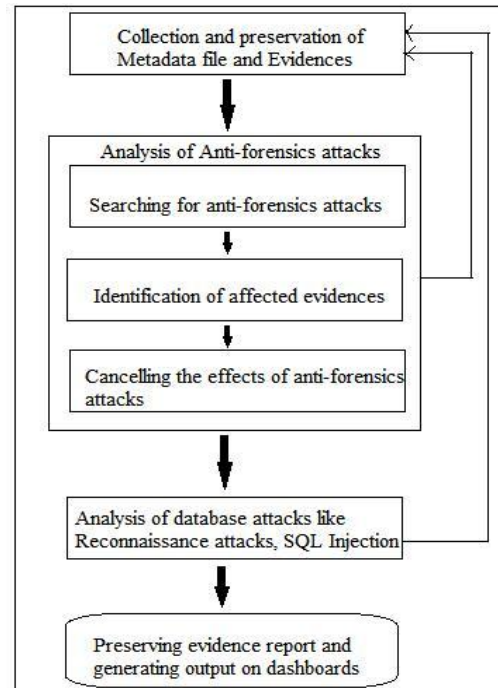 Collection and preservation of
Metadata file and Evidences
Analysis of Anti-forensics attacks
Searching for anti-forensics attacks
Identification of affected evidences
Cancelling the effects of anti-forensics
attacks
Analysis of database attacks like
Reconnaissance attacks, SQL Injection
Preserving evidence report and
generating output on dashboards